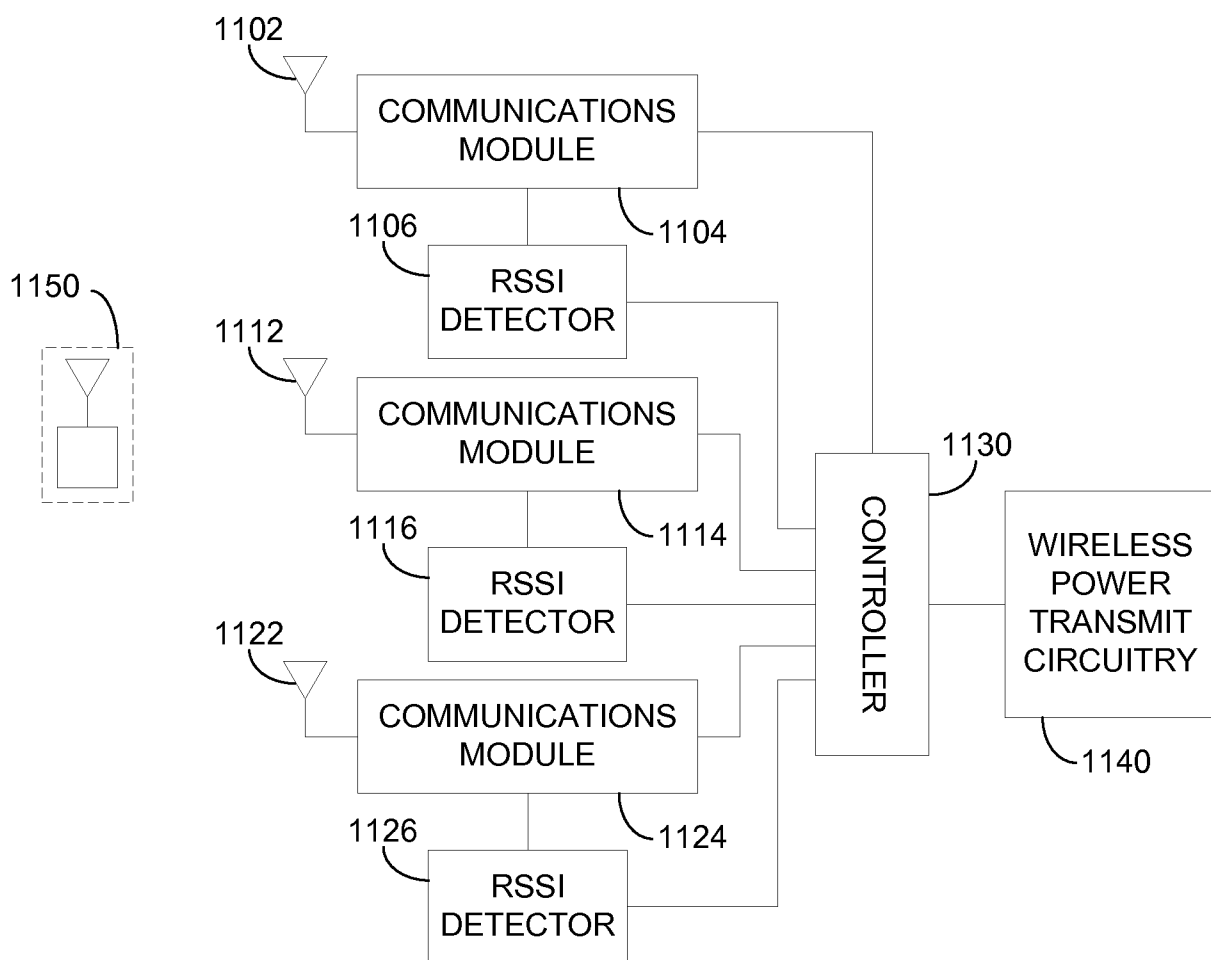 1102
COMMUNICATIONS
MODULE
1104
1106
RSSI
DETECTOR
1150
1112
COMMUNICATIONS
MODULE
1114
1130
CONTROLLER
WIRELESS
POWER
TRANSMIT
CIRCUITRY
1140
1116
RSSI
DETECTOR
1122
COMMUNICATIONS
MODULE
1124
1126
RSSI
DETECTOR